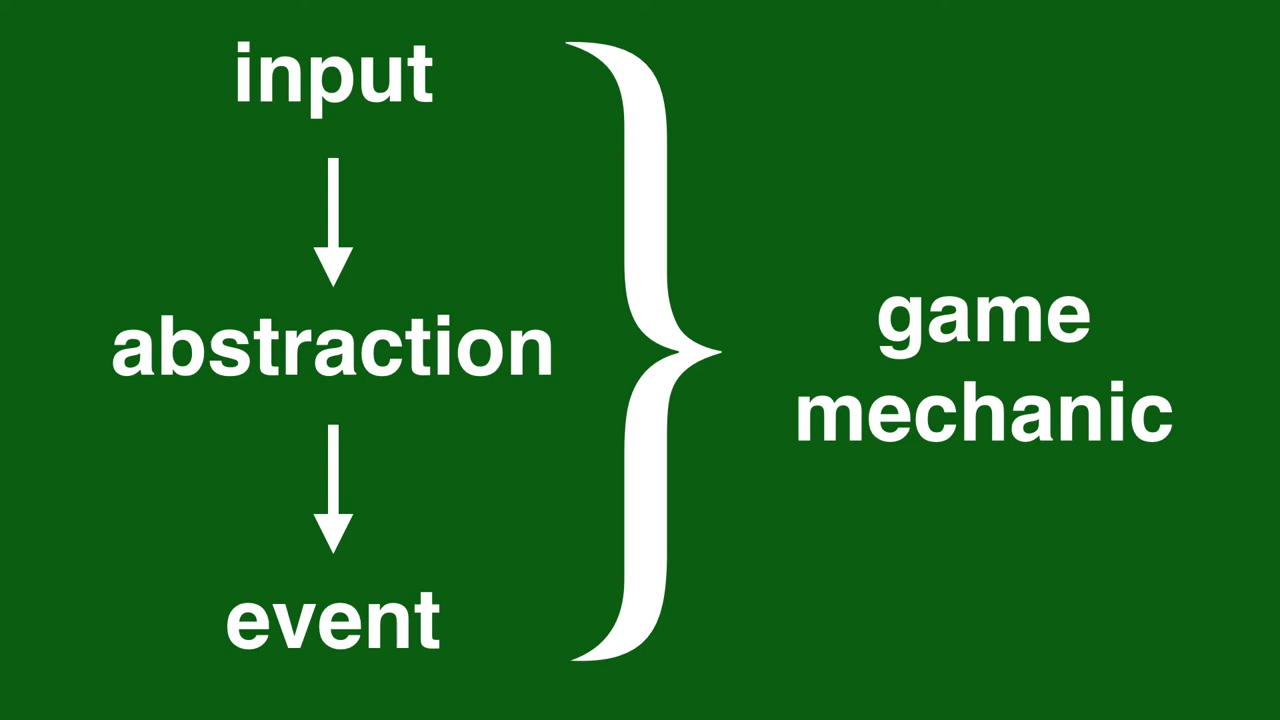 input
abstraction
event
game
mechanic